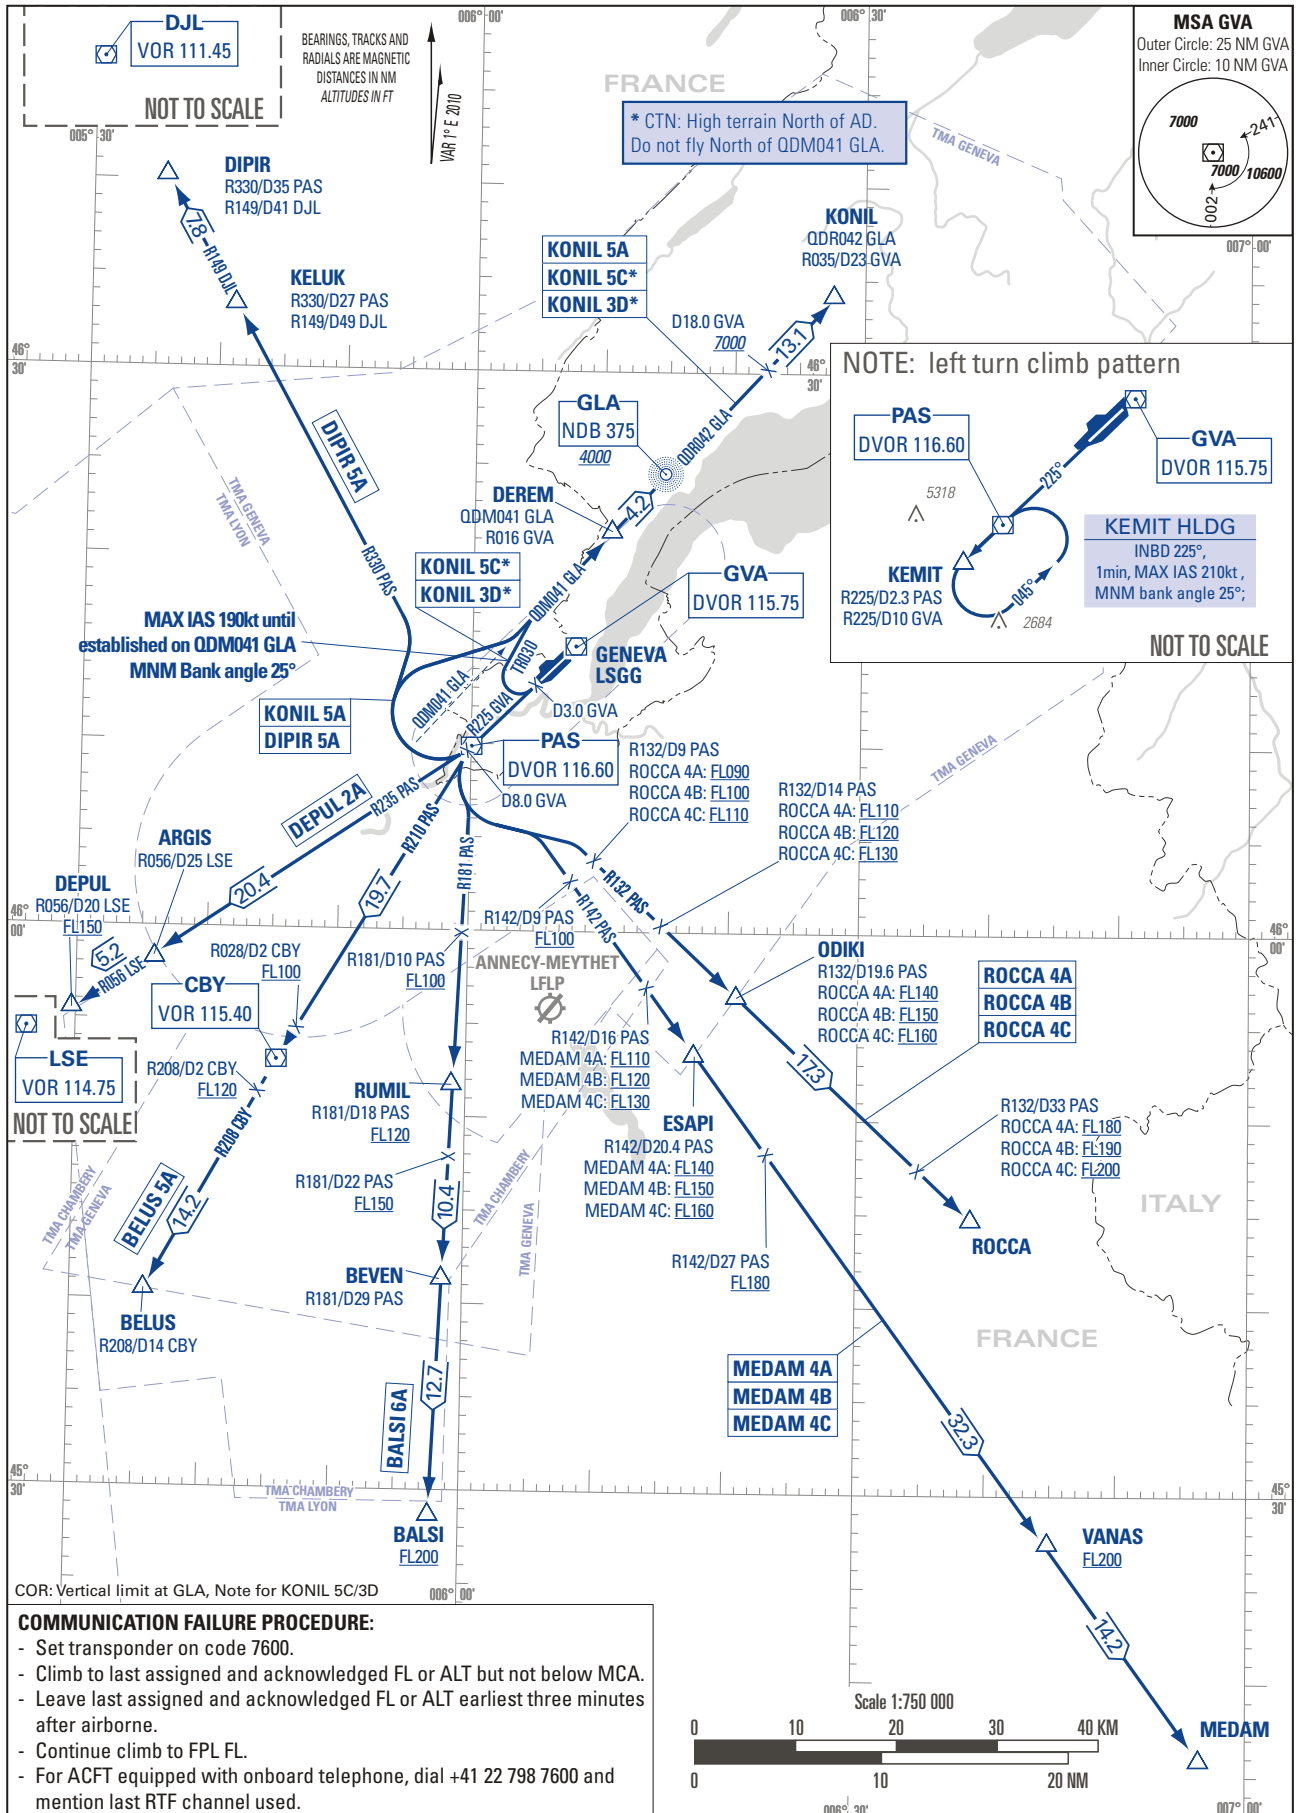 DJL
VOR 111.45
NOT TO SCALE
BEARINGS, TRACKS AND
RADIALS ARE MAGNETIC
DISTANCES IN NM
ALTITUDES IN FT
VAR 1° E 2010
006° 00'
006° 30'
FRANCE
* CTN: High terrain North of AD.
Do not fly North of QDM041 GLA.
TMA GENEVA
MSA GVA
Outer Circle: 25 NM GVA
Inner Circle: 10 NM GVA
7000
241
7000
10600
002
007° 00'
005° 30'
DIPIR
R330/D35 PAS
R149/D41 DJL
7.8
R149 DJL
KELUK
R330/D27 PAS
R149/D49 DJL
46°
30'
KONIL
QDR042 GLA
R035/D23 GVA
KONIL 5A
KONIL 5C*
KONIL 3D*
D18.0 GVA
7000
13.1
46°
30'
NOTE: left turn climb pattern
PAS
DVOR 116.60
GVA
DVOR 115.75
225°
5318
KEMIT HLDG
INBD 225°,
1min, MAX IAS 210kt ,
MNM bank angle 25°;
KEMIT
R225/D2.3 PAS
R225/D10 GVA
045°
2684
NOT TO SCALE
GLA
NDB 375
4000
QDR042 GLA
DIPIR 5A
TMA GENEVA
TMA LYON
DEREM
QDM041 GLA
R016 GVA
4.2
R330 PAS
KONIL 5C*
KONIL 3D*
QDM041 GLA
GVA
DVOR 115.75
MAX IAS 190kt until
established on QDM041 GLA
MNM Bank angle 25°
TR030
GENEVA
LSGG
QDM041 GLA
R225 GVA
D3.0 GVA
KONIL 5A
DIPIR 5A
PAS
DVOR 116.60
D8.0 GVA
R132/D9 PAS
ROCCA 4A: FL090
ROCCA 4B: FL100
ROCCA 4C: FL110
TMA GENEVA
R132/D14 PAS
ROCCA 4A: FL110
ROCCA 4B: FL120
ROCCA 4C: FL130
DEPUL 2A
R235 PAS
R210 PAS
R181 PAS
ARGIS
R056/D25 LSE
20.4
19.7
R132 PAS
R142 PAS
DEPUL
R056/D20 LSE
FL150
46°
00'
5.2
R056 LSE
R028/D2 CBY
FL100
R181/D10 PAS
FL100
R142/D9 PAS
FL100
ANNECY-MEYTHET
LFLP
46°
00'
ODIKI
R132/D19.6 PAS
ROCCA 4A: FL140
ROCCA 4B: FL150
ROCCA 4C: FL160
ROCCA 4A
ROCCA 4B
ROCCA 4C
CBY
VOR 115.40
LSE
VOR 114.75
NOT TO SCALE
R208/D2 CBY
FL120
R142/D16 PAS
MEDAM 4A: FL110
MEDAM 4B: FL120
MEDAM 4C: FL130
17.3
RUMIL
R181/D18 PAS
FL120
ESAPI
R142/D20.4 PAS
MEDAM 4A: FL140
MEDAM 4B: FL150
MEDAM 4C: FL160
R132/D33 PAS
ROCCA 4A: FL180
ROCCA 4B: FL190
ROCCA 4C: FL200
R208 CBY
R181/D22 PAS
FL150
10.4
TMA CHAMBERY
TMA GENEVA
TMA CHAMBERY
TMA GENEVA
BELUS 5A
14.2
ITALY
ROCCA
R142/D27 PAS
FL180
BEVEN
R181/D29 PAS
BELUS
R208/D14 CBY
FRANCE
MEDAM 4A
MEDAM 4B
MEDAM 4C
12.7
BALSI 6A
32.3
45°
30'
TMA CHAMBERY
TMA LYON
45°
30'
BALSI
FL200
VANAS
FL200
COR: Vertical limit at GLA, Note for KONIL 5C/3D
006° 00'
COMMUNICATION FAILURE PROCEDURE:
- Set transponder on code 7600.
- Climb to last assigned and acknowledged FL or ALT but not below MCA.
- Leave last assigned and acknowledged FL or ALT earliest three minutes
after airborne.
- Continue climb to FPL FL.
- For ACFT equipped with onboard telephone, dial +41 22 798 7600 and
mention last RTF channel used.
14.2
Scale 1:750 000
0 10 20 30 40 KM
0 10 20 NM
MEDAM
006° 30'
007° 00'